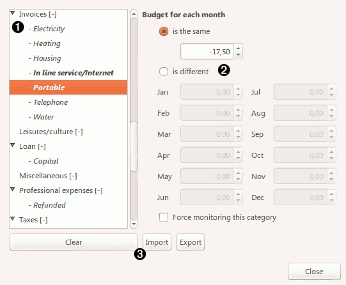 Invoices [-]
- Electricity
- Heating
- Housing
- In line service/Internet
- Portable
- Telephone
- Water
Leisures/culture [-]
Loan [-]
- Capital
Miscellaneous [-]
Professional expenses [-]
- Refunded
Taxes [-]
1
Clear
3
Import
Export
Budget for each month
is the same
-17,50
is different
2
Jan 0,00 Jul 0,00
Feb 0,00 Aug 0,00
Mar 0,00 Sep 0,00
Apr 0,00 Oct 0,00
May 0,00 Nov 0,00
Jun 0,00 Dec 0,00
Force monitoring this category
Close